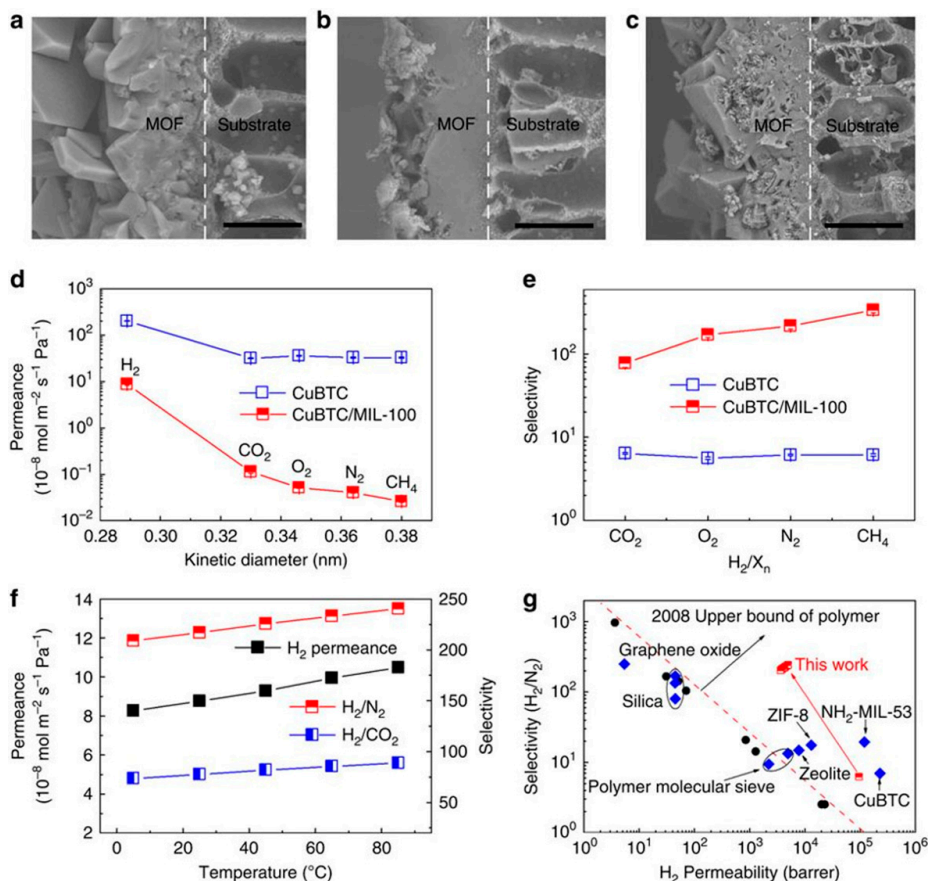 a
b
c
MOF
Substrate
MOF
Substrate
MOF
Substrate
d
10³
10²
10¹
10⁰
10⁻¹
10⁻²
Permeance
(10⁻⁸ mol m⁻² s⁻¹ Pa⁻¹)
H₂
CO₂
O₂
N₂
CH₄
CuBTC
CuBTC/MIL-100
0.28
0.30
0.32
0.34
0.36
0.38
Kinetic diameter (nm)
e
10²
10¹
10⁰
Selectivity
CuBTC
CuBTC/MIL-100
CO₂
O₂
N₂
CH₄
H₂/Xₙ
f
14
12
10
8
6
4
2
Permeance
(10⁻⁸ mol m⁻² s⁻¹ Pa⁻¹)
H₂ permeance
H₂/N₂
H₂/CO₂
250
200
150
100
50
0
Selectivity
0
20
40
60
80
Temperature (°C)
g
10³
10²
10¹
10⁰
Selectivity (H₂/N₂)
2008 Upper bound of polymer
Graphene oxide
This work
Silica
ZIF-8
NH₂-MIL-53
Zeolite
Polymer molecular sieve
CuBTC
10⁰
10¹
10²
10³
10⁴
10⁵
10⁶
H₂ Permeability (barrer)